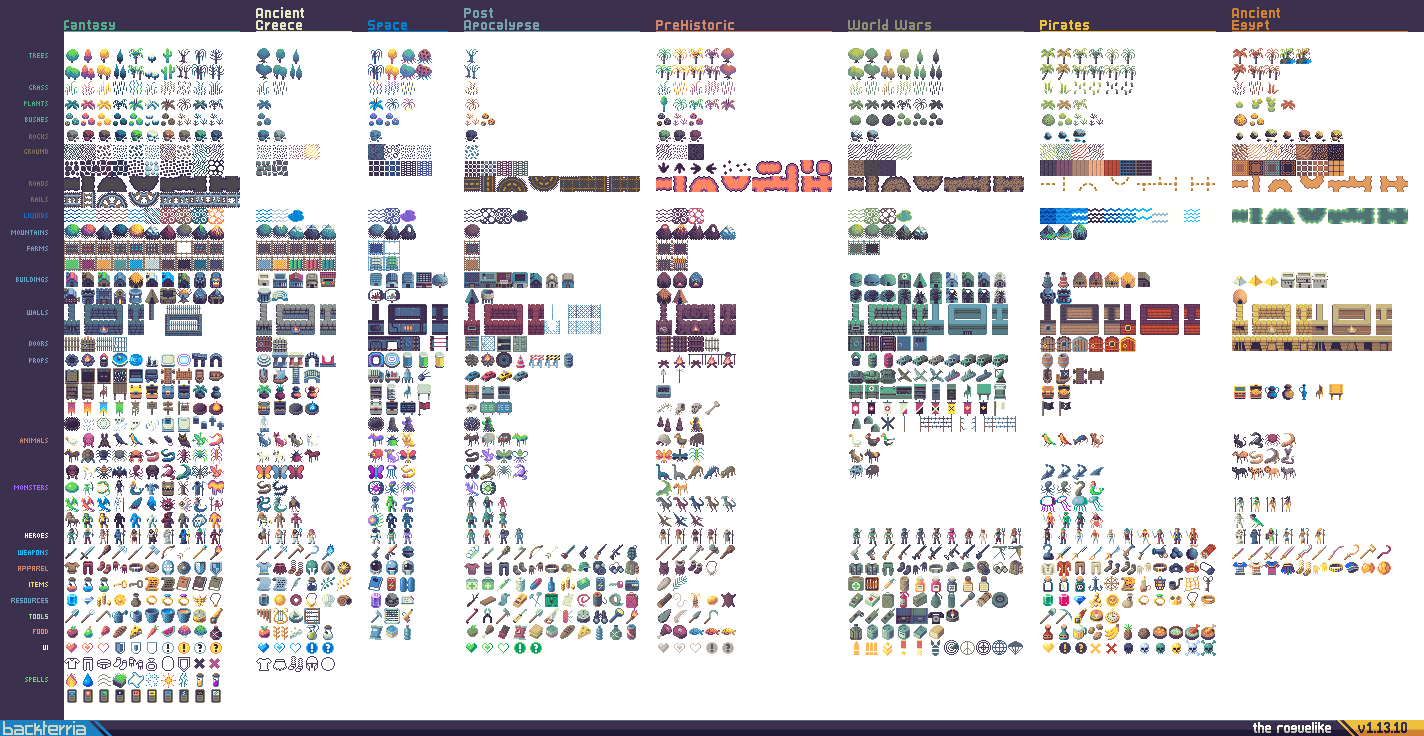 Fantasy
Ancient
Greece
Space
Post
Apocalypse
PreHistoric
World Wars
Pirates
Ancient
Egypt
TREES
GRASS
PLANTS
BUSHES
ROCKS
GROUND
ROADS
RAILS
LIQUIDS
MOUNTAINS
FARMS
BUILDINGS
WALLS
DOORS
PROPS
ANIMALS
MONSTERS
HEROES
WEAPONS
APPAREL
ITEMS
RESOURCES
TOOLS
FOOD
UI
SPELLS
backterria
the roguelike
v1.13.10